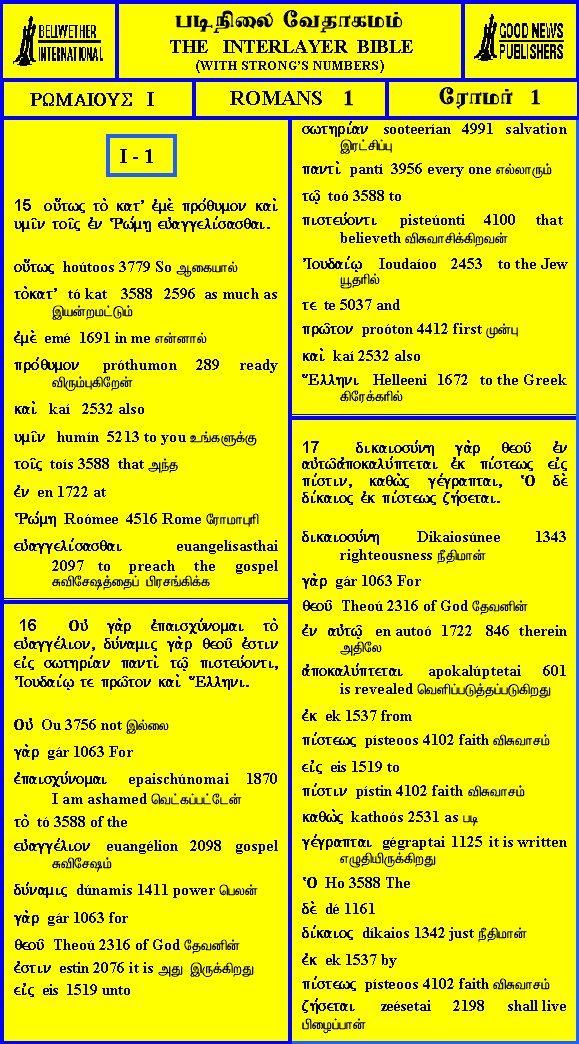 BELLWETHER
INTERNATIONAL
படிநிலை வேதாகமம்
THE INTERLAYER BIBLE
(WITH STRONG'S NUMBERS)
GOOD NEWS
PUBLISHERS
ΡΩΜΑΙΟΥΣ I
ROMANS 1
ரோமர் 1
I - 1
15 οὕτως τὸ κατ' ἐμὲ πρόθυμον καὶ
υμῖν τοῖς ἐν Ῥώμῃ εὐαγγελίσασθαι.
οὕτως hoútoos 3779 So ஆகையால்
τὸκατ' tó kat 3588 2596 as much as
இயன்றமட்டும்
ἐμὲ emé 1691 in me என்னால்
πρόθυμον próthumon 289 ready
விரும்புகிறேன்
καὶ kaí 2532 also
υμῖν humín 5213 to you உங்களுக்கு
τοῖς toís 3588 that அந்த
ἐν en 1722 at
Ῥώμῃ Roómee 4516 Rome ரோமாபுரி
εὐαγγελίσασθαι euangelísasthai
2097 to preach the gospel
சுவிசேஷத்தைப் பிரசங்கிக்க
16 Οὐ γὰρ ἐπαισχύνομαι τὸ
εὐαγγέλιον, δύναμις γὰρ θεοῦ ἐστιν
εἰς σωτηρίαν παντὶ τῷ πιστεύοντι,
Ἰουδαίῳ τε πρῶτον καὶ Ἕλληνι.
Οὐ Ou 3756 not இல்லை
γὰρ gár 1063 For
ἐπαισχύνομαι epaischúnomai 1870
I am ashamed வெட்கப்பட்டேன்
τὸ tó 3588 of the
εὐαγγέλιον euangélion 2098 gospel
சுவிசேஷம்
δύναμις dúnamis 1411 power பெலன்
γὰρ gár 1063 for
θεοῦ Theoú 2316 of God தேவனின்
ἐστιν estin 2076 it is அது இருக்கிறது
εἰς eis 1519 unto
σωτηρίαν sooteerían 4991 salvation
இரட்சிப்பு
παντὶ pantí 3956 every one எல்லாரும்
τῷ toó 3588 to
πιστεύοντι pisteúonti 4100 that
believeth விசுவாசிக்கிறவன்
Ἰουδαίῳ Ioudaíoo 2453 to the Jew
யூதரில்
τε te 5037 and
πρῶτον proóton 4412 first முன்பு
καὶ kaí 2532 also
Ἕλληνι Helleeni 1672 to the Greek
கிரேக்கரில்
17 δικαιοσύνη γὰρ θεοῦ ἐν
αὐτῷἀποκαλύπτεται ἐκ πίστεως εἰς
πίστιν, καθὼς γέγραπται, Ὁ δὲ
δίκαιος ἐκ πίστεως ζήσεται.
δικαιοσύνη Dikaiosúnee 1343
righteousness நீதிமான்
γὰρ gár 1063 For
θεοῦ Theoú 2316 of God தேவனின்
ἐν αυτῷ en autoó 1722 846 therein
அதிலே
ἀποκαλύπτεται apokalúptetai 601
is revealed வெளிப்படுத்தப்படுகிறது
ἐκ ek 1537 from
πίστεως písteoos 4102 faith விசுவாசம்
εἰς eis 1519 to
πίστιν pístin 4102 faith விசுவாசம்
καθὼς kathoós 2531 as படி
γέγραπται gégraptai 1125 it is written
எழுதியிருக்கிறது
Ὁ Ho 3588 The
δὲ dé 1161
δίκαιος díkaios 1342 just நீதிமான்
ἐκ ek 1537 by
πίστεως písteoos 4102 faith விசுவாசம்
ζήσεται zeésetai 2198 shall live
பிழைப்பான்